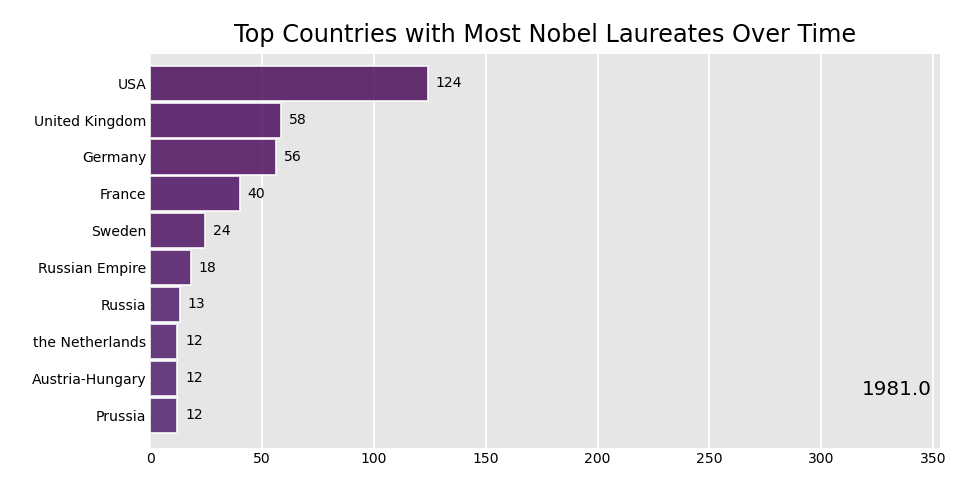 Top Countries with Most Nobel Laureates Over Time
USA 124
United Kingdom 58
Germany 56
France 40
Sweden 24
Russian Empire 18
Russia 13
the Netherlands 12
Austria-Hungary 12
1981.0
Prussia 12
0 50 100 150 200 250 300 350